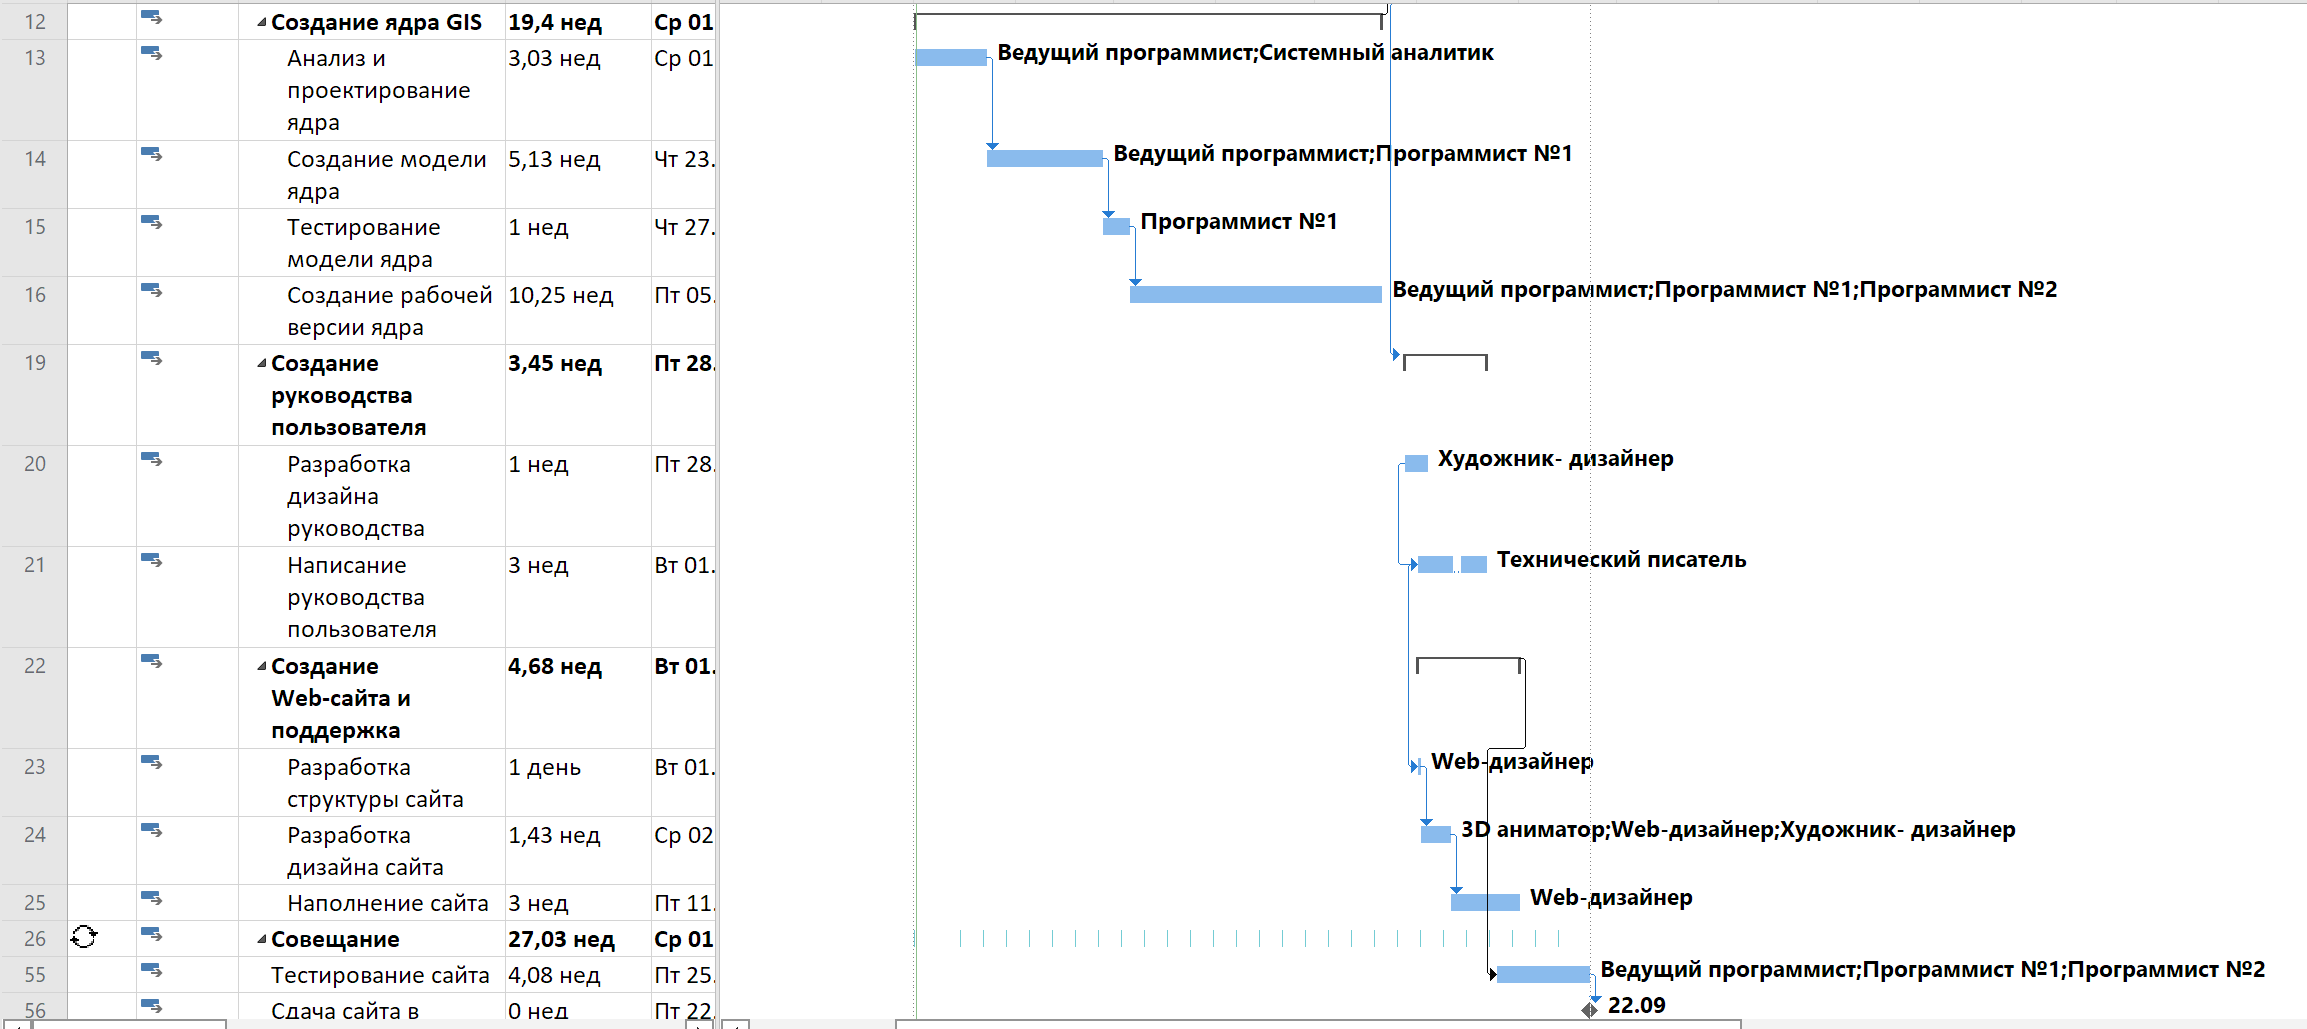 12 Создание ядра GIS 19,4 нед Ср 01
13 Анализ и 3,03 нед Ср 01 Ведущий программист;Системный аналитик
проектирование
ядра
14 Создание модели 5,13 нед Чт 23. Ведущий программист;Программист №1
ядра
15 Тестирование 1 нед Чт 27. Программист №1
модели ядра
16 Создание рабочей 10,25 нед Пт 05. Ведущий программист;Программист №1;Программист №2
версии ядра
19 Создание 3,45 нед Пт 28.
руководства
пользователя
20 Разработка 1 нед Пт 28. Художник- дизайнер
дизайна
руководства
21 Написание 3 нед Вт 01. Технический писатель
руководства
пользователя
22 Создание 4,68 нед Вт 01.
Web-сайта и
поддержка
23 Разработка 1 день Вт 01. Web-дизайнер
структуры сайта
24 Разработка 1,43 нед Ср 02 3D аниматор;Web-дизайнер;Художник- дизайнер
дизайна сайта
25 Наполнение сайта 3 нед Пт 11. Web-дизайнер
26 Совещание 27,03 нед Ср 01
55 Тестирование сайта 4,08 нед Пт 25. Ведущий программист;Программист №1;Программист №2
56 Сдача сайта в 0 нед Пт 22. 22.09